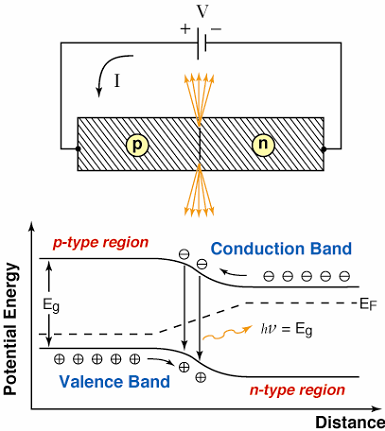 V
+ −
I
p n
p-type region
Conduction Band
⊖ ⊖ ⊖ ⊖ ⊖ ⊖ ⊖
Eg
EF
hν = Eg
⊕ ⊕ ⊕ ⊕ ⊕ ⊕ ⊕
Valence Band
n-type region
Potential Energy
Distance